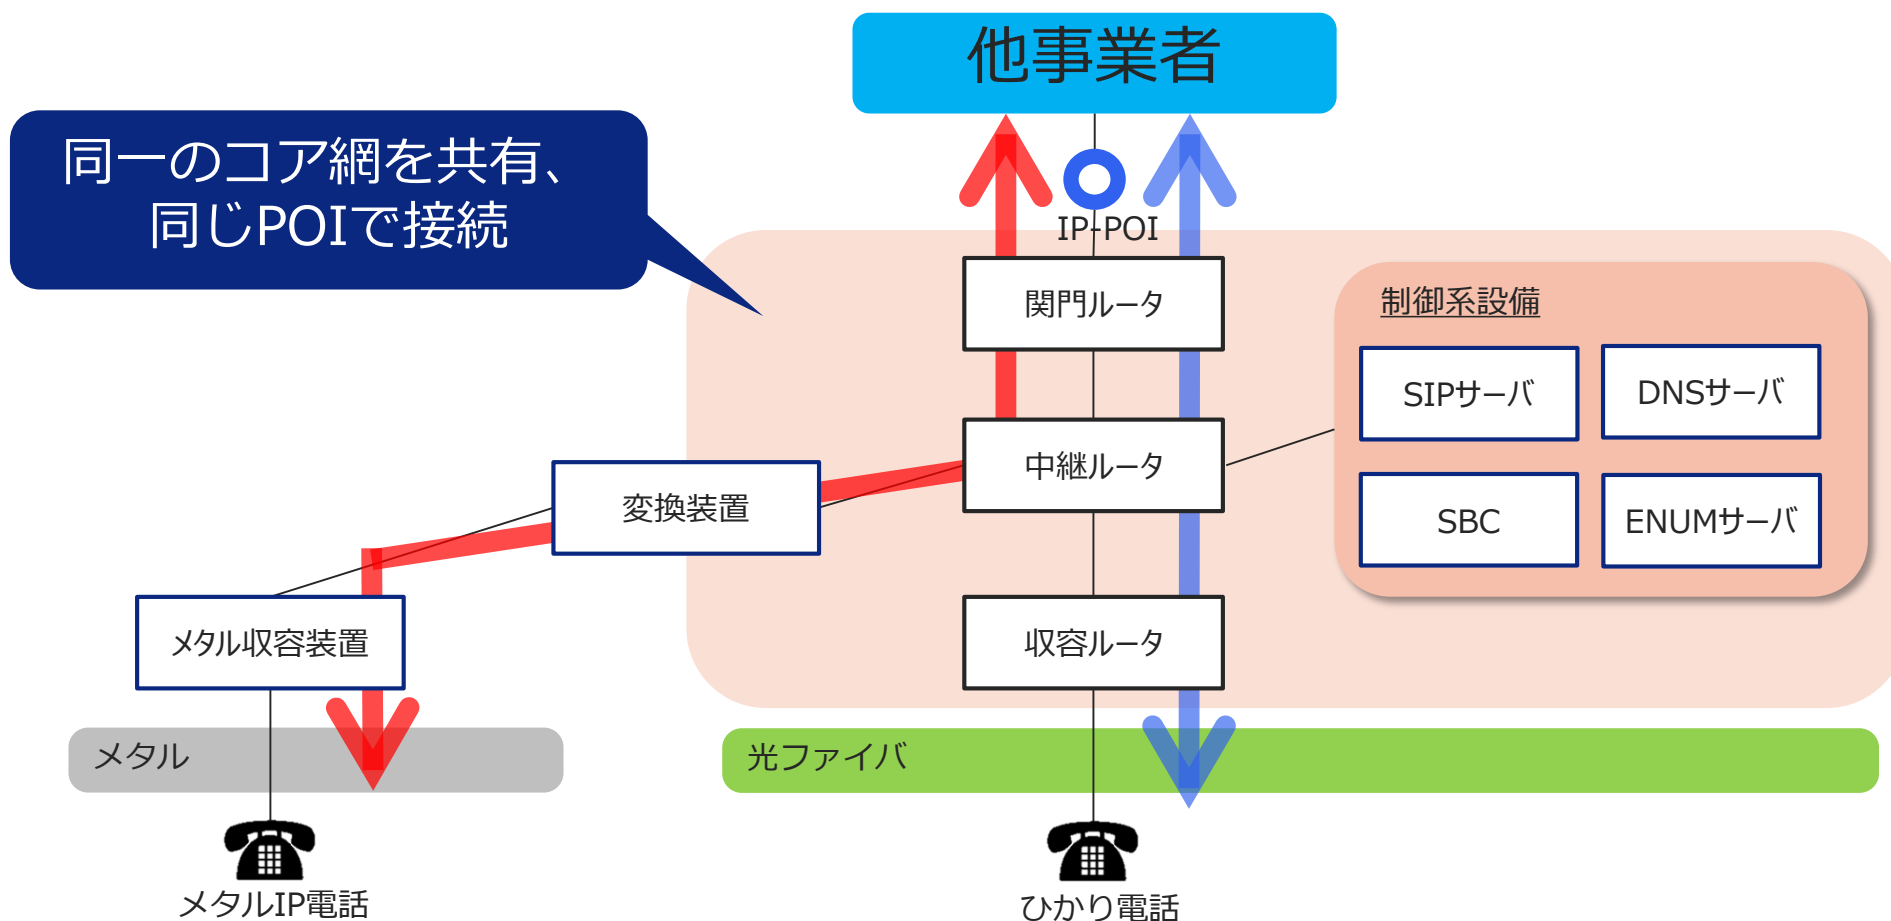 他事業者
同一のコア網を共有、
同じPOIで接続
IP-POI
関門ルータ
制御系設備
SIPサーバ
DNSサーバ
中継ルータ
変換装置
SBC
ENUMサーバ
メタル収容装置
収容ルータ
メタル
光ファイバ
メタルIP電話
ひかり電話